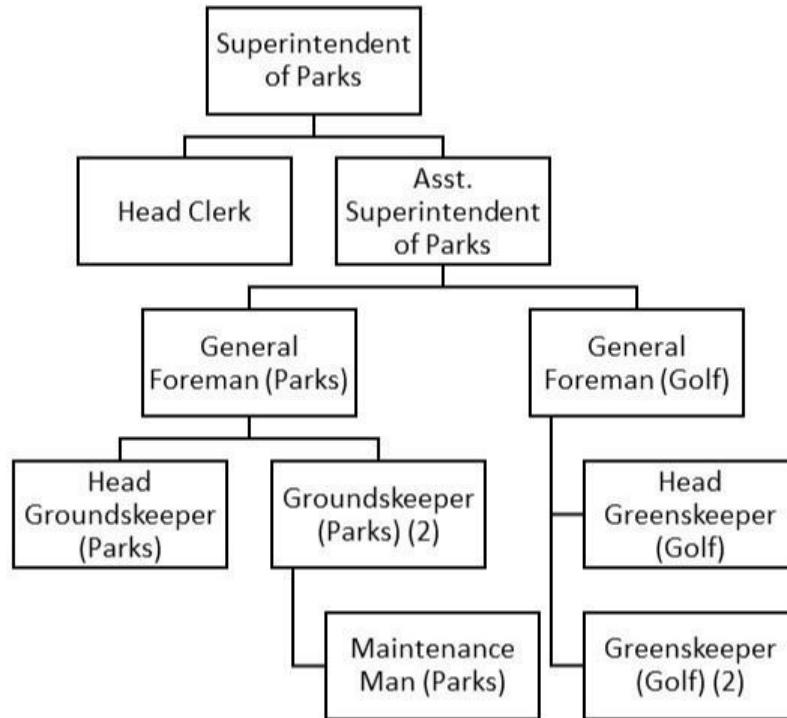 Superintendent
of Parks
Head Clerk
Asst.
Superintendent
of Parks
General
Foreman (Parks)
General
Foreman (Golf)
Head
Groundskeeper
(Parks)
Groundskeeper
(Parks) (2)
Head
Greenskeeper
(Golf)
Maintenance
Man (Parks)
Greenskeeper
(Golf) (2)